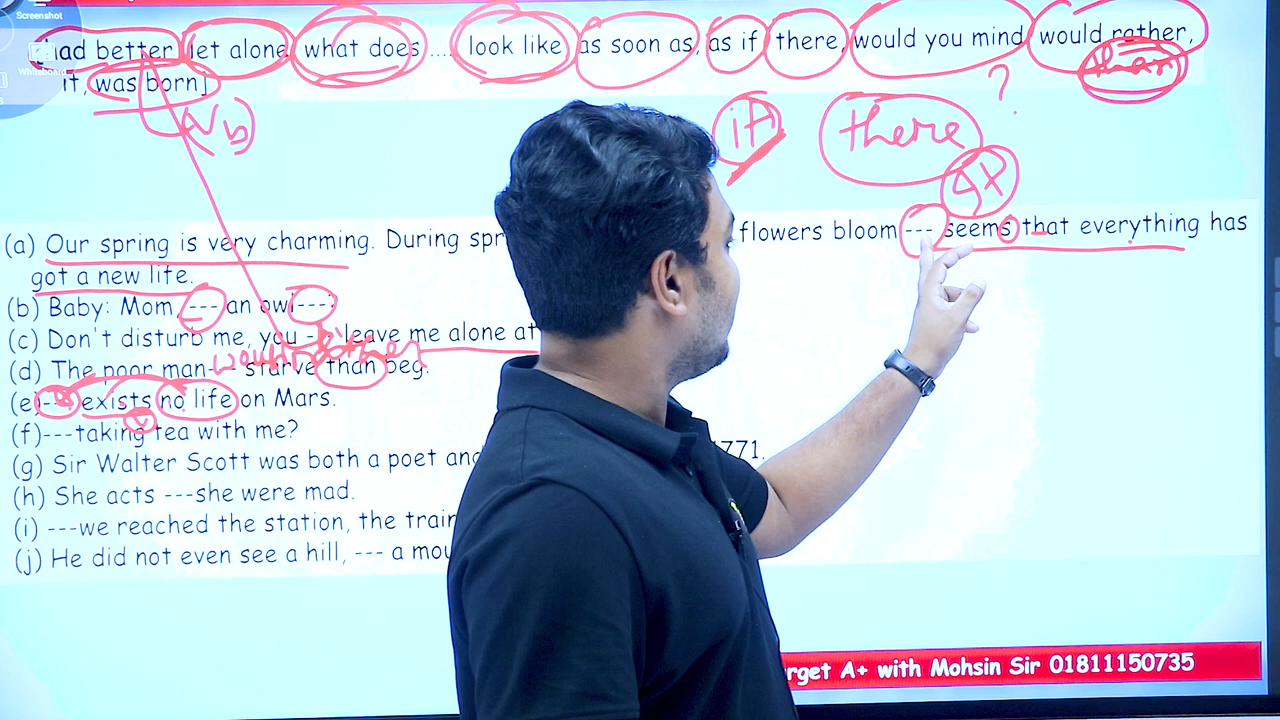 Screenshot
had better, let alone, what does .... look like, as soon as, as if, there, would you mind, would rather,
Whiteboard
it, was born]
than
?
(Vb)
it
there
(a) Our spring is very charming. During spr flowers bloom --- seems that everything has
got a new life.
(b) Baby: Mom, --- an owl---?
(c) Don't disturb me, you --- leave me alone at
would rather
(d) The poor man--- starve than beg.
(e)--- exists no life on Mars.
(f)---taking tea with me?
(g) Sir Walter Scott was both a poet and 1771.
(h) She acts ---she were mad.
(i) ---we reached the station, the train
(j) He did not even see a hill, --- a mou
rget A+ with Mohsin Sir 01811150735